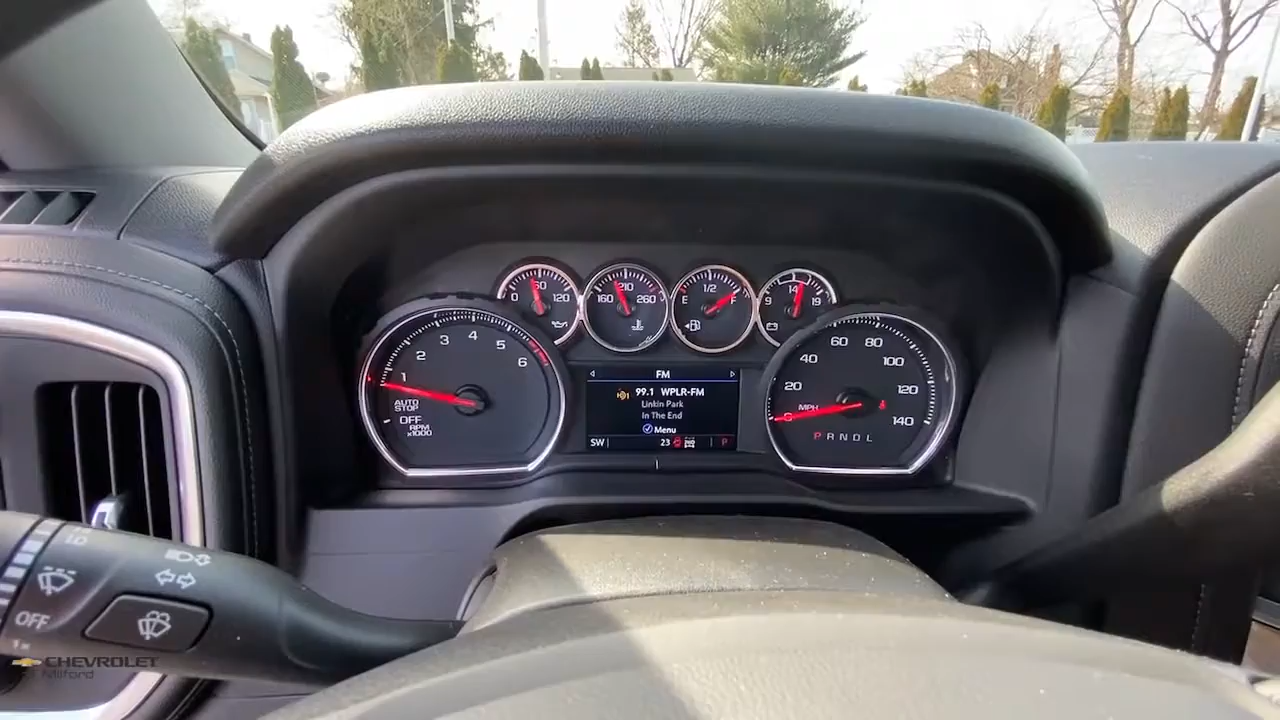 0 60 120
160 210 260
E 1/2 F
9 14 19
1 2 3 4 5 6
AUTO
STOP
OFF
RPM
x1000
FM
99.1 WPLR-FM
Linkin Park
In The End
Menu
SW 23 P
20 40 60 80 100 120 140
MPH
P R N D L
LO
OFF
CHEVROLET
Milford